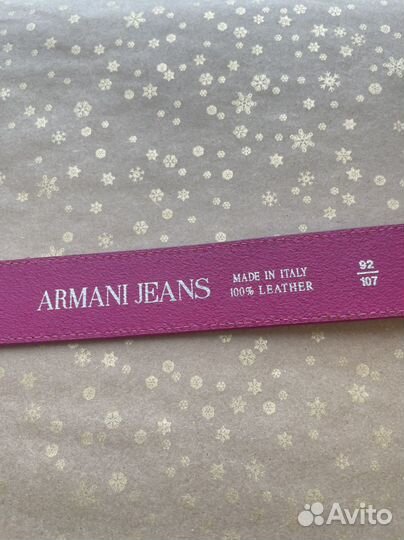 ARMANI JEANS
MADE IN ITALY
100% LEATHER
92
107
Avito